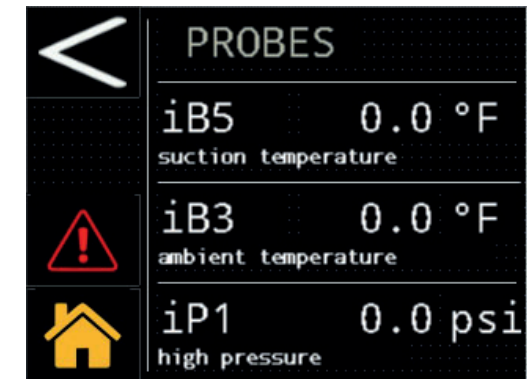 PROBES
iB5 0.0 °F
suction temperature
iB3 0.0 °F
ambient temperature
iP1 0.0 psi
high pressure